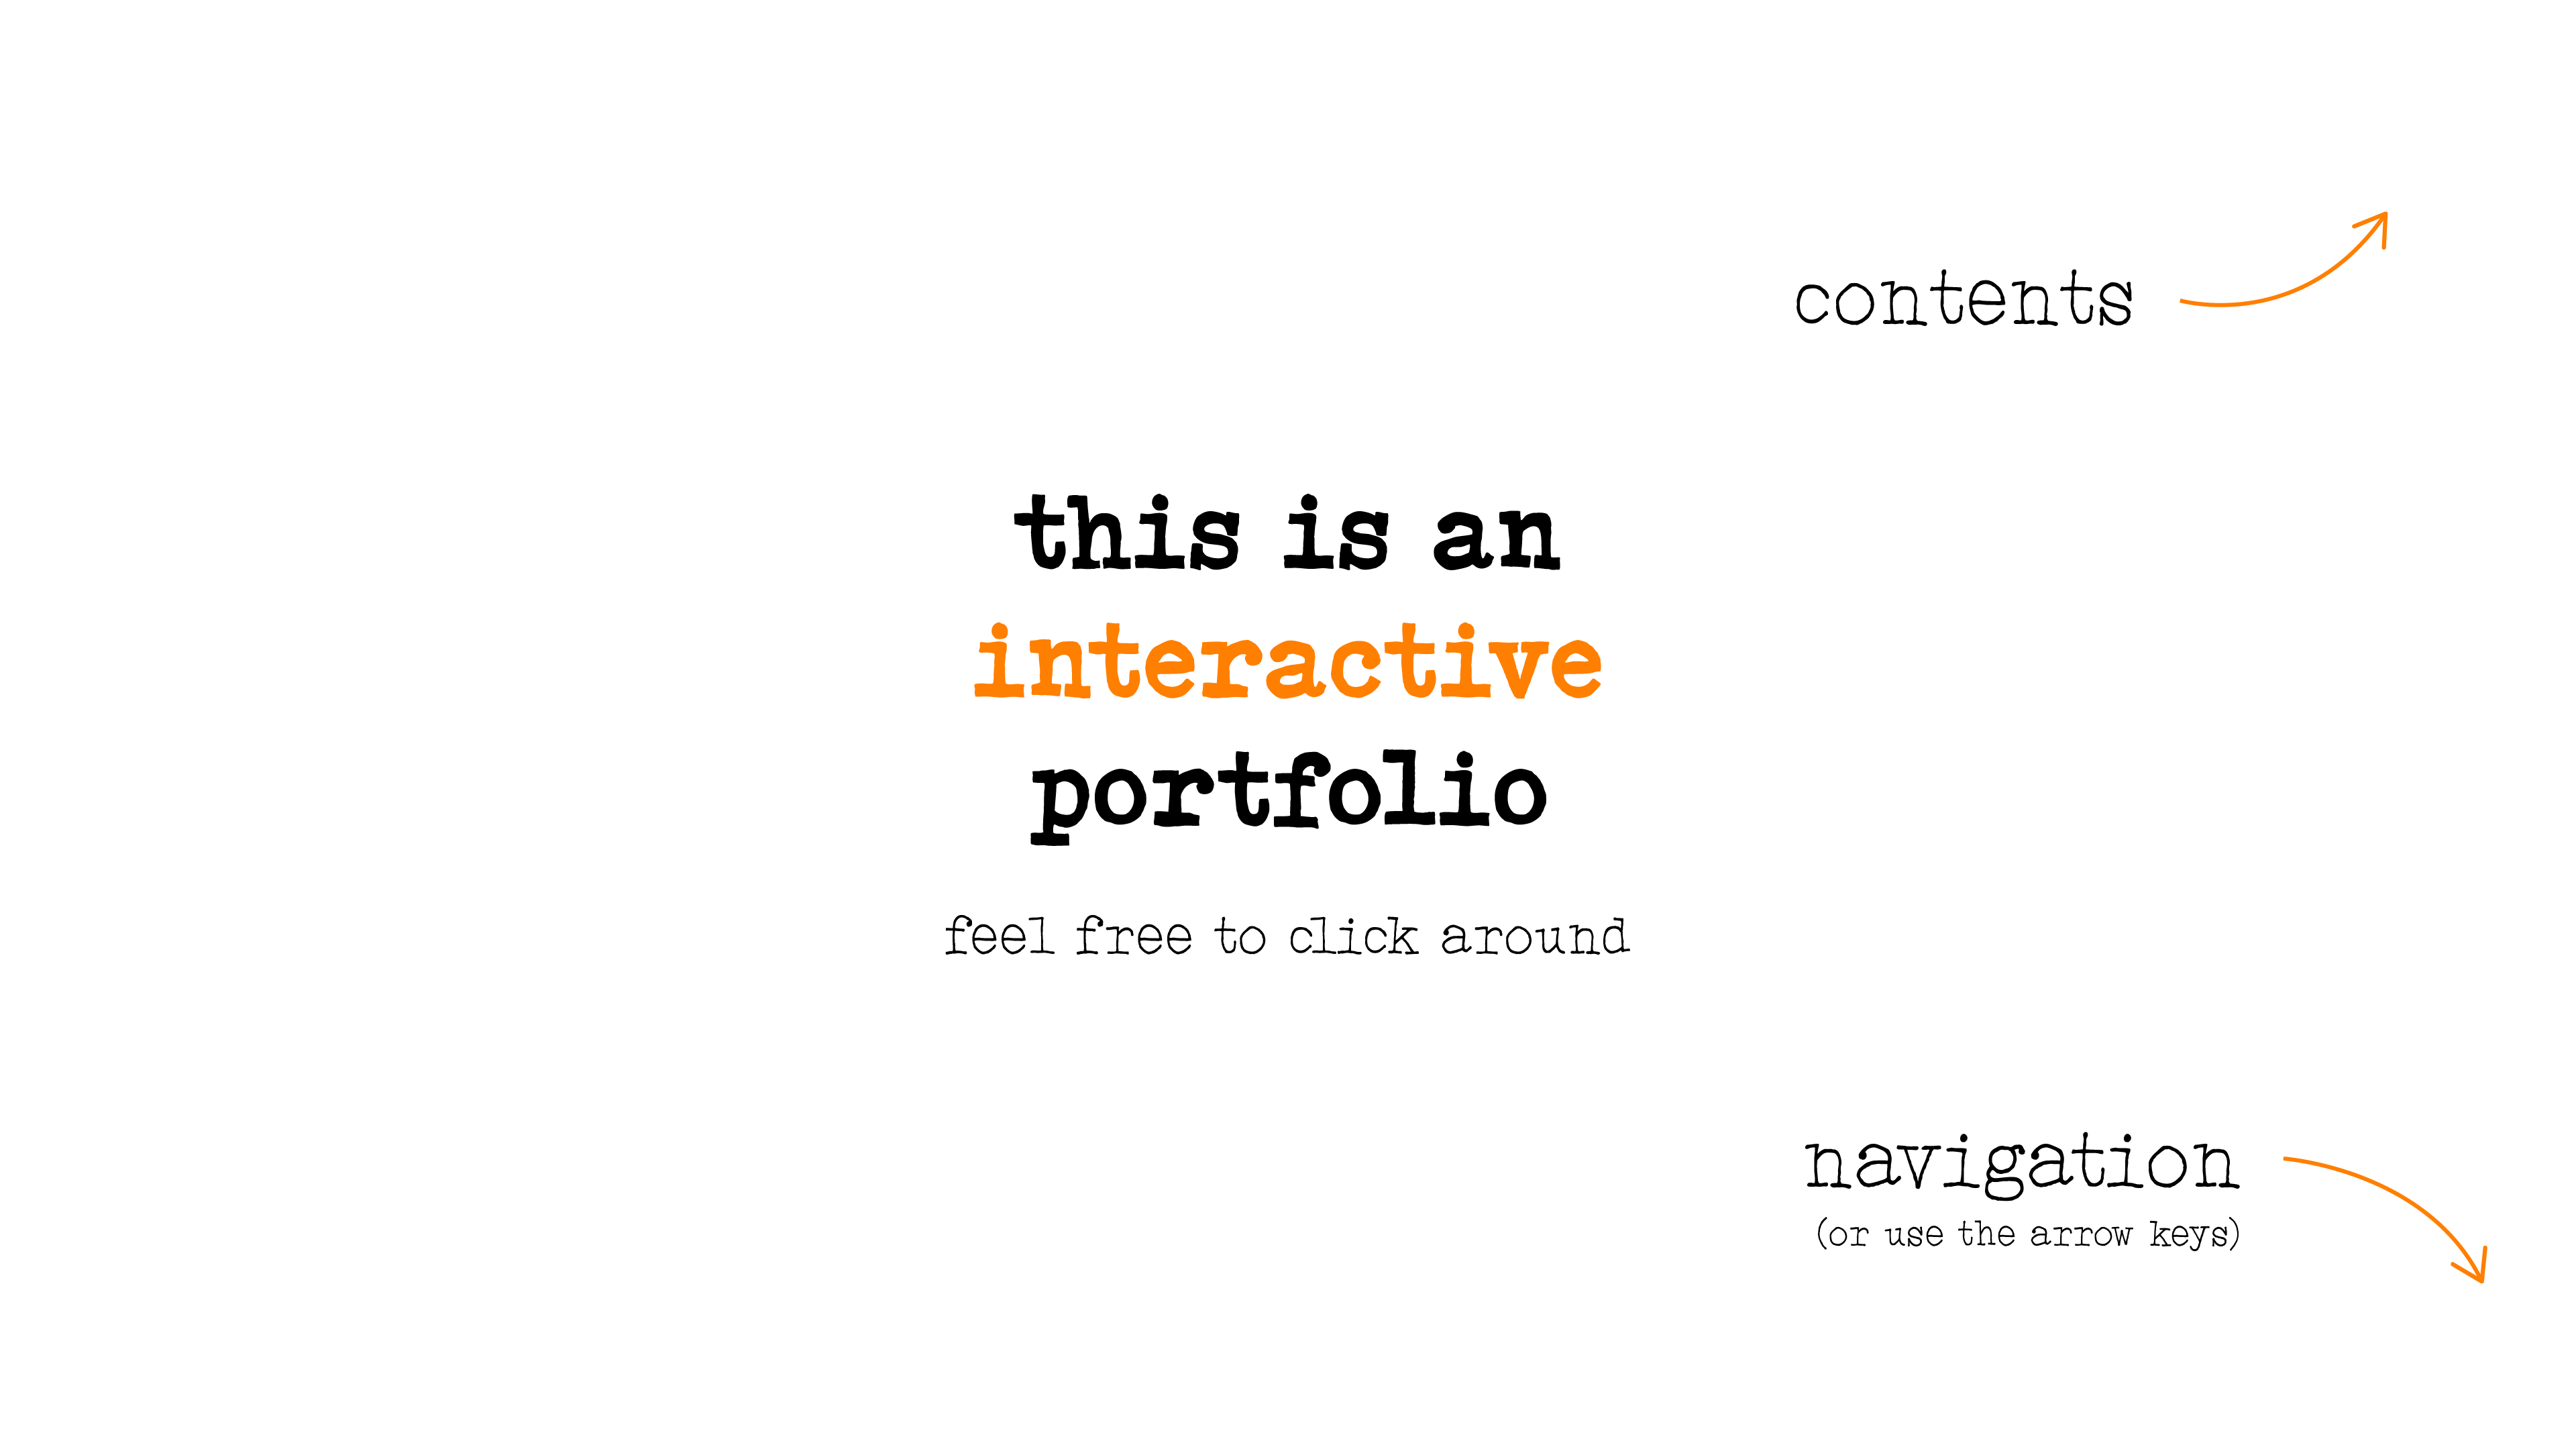 contents
this is an
interactive
portfolio
feel free to click around
navigation
(or use the arrow keys)